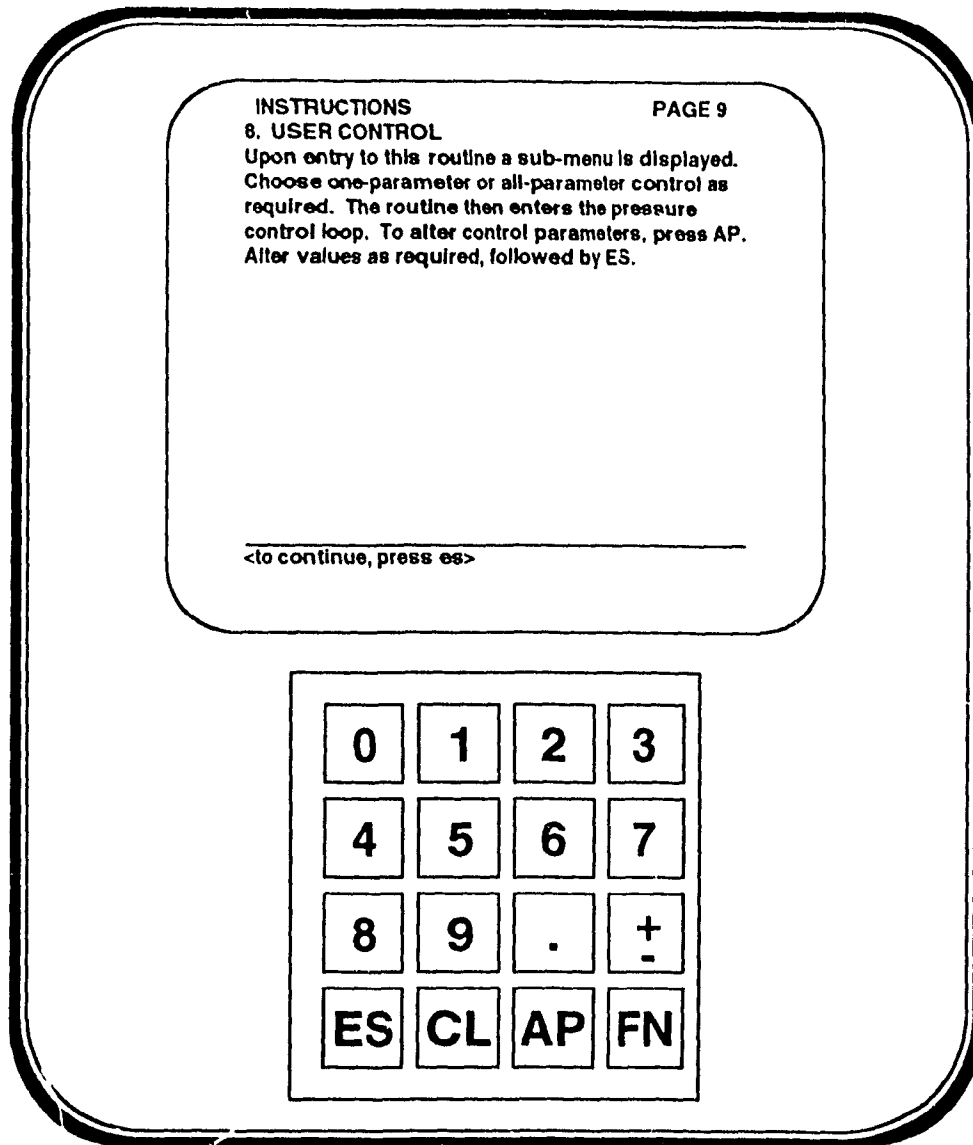 INSTRUCTIONS PAGE 9
8. USER CONTROL
Upon entry to this routine a sub-menu is displayed.
Choose one-parameter or all-parameter control as
required. The routine then enters the pressure
control loop. To alter control parameters, press AP.
Alter values as required, followed by ES.
<to continue, press es>
0 1 2 3
4 5 6 7
8 9 . +
-
ES CL AP FN